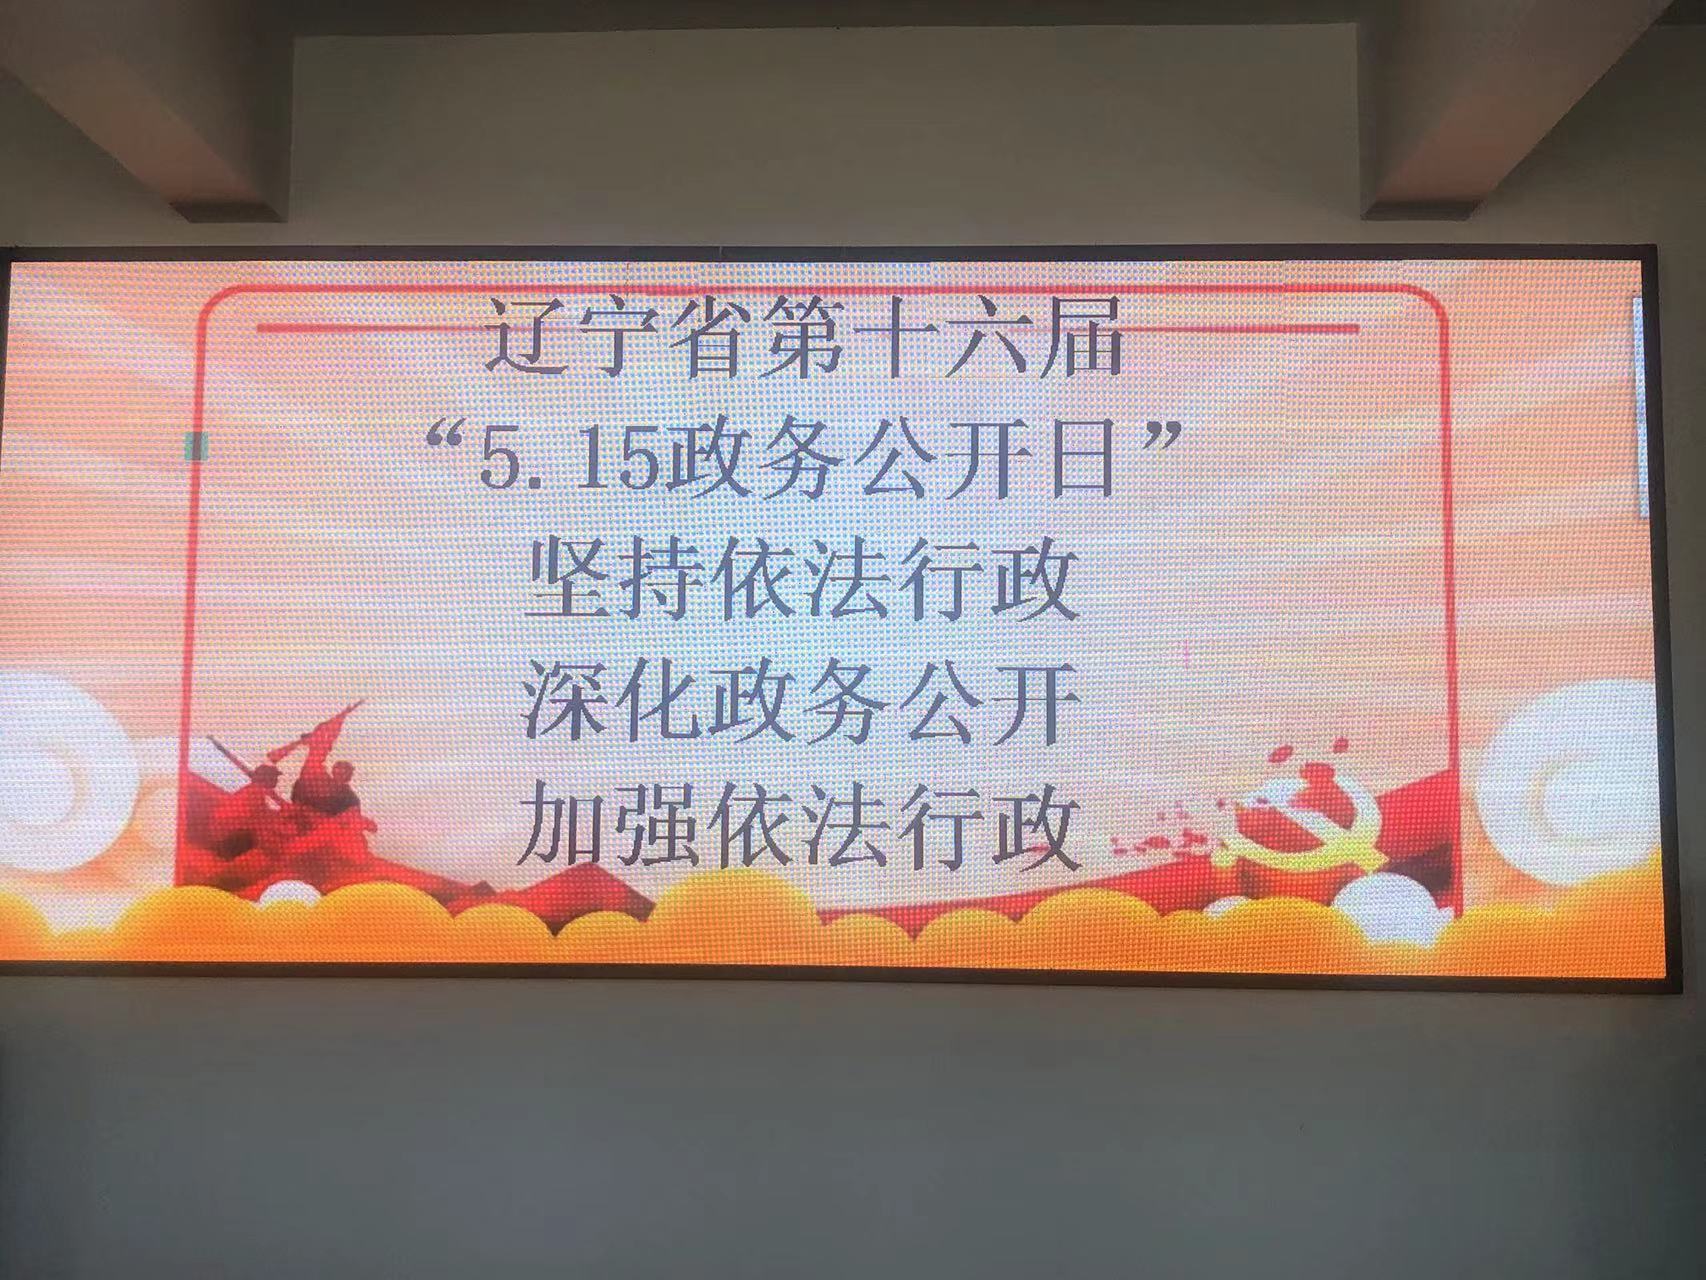 辽宁省第十六届
“5.15政务公开日”
坚持依法行政
深化政务公开
加强依法行政